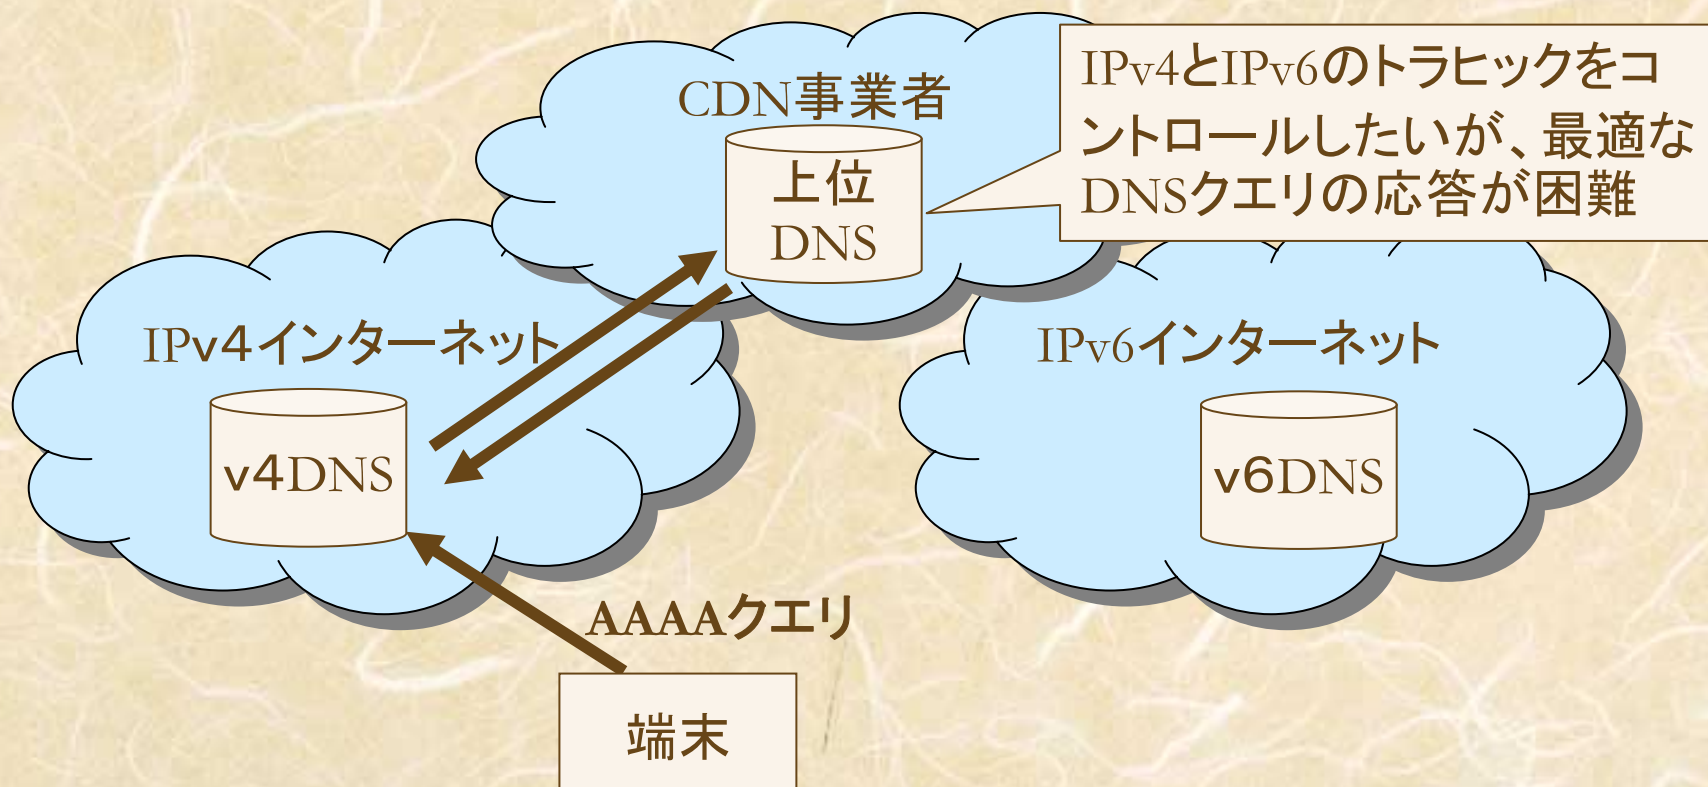 CDN事業者
上位
DNS
IPv4とIPv6のトラヒックをコ
ントロールしたいが、最適な
DNSクエリの応答が困難
IPv4インターネット
v4DNS
IPv6インターネット
v6DNS
AAAAクエリ
端末